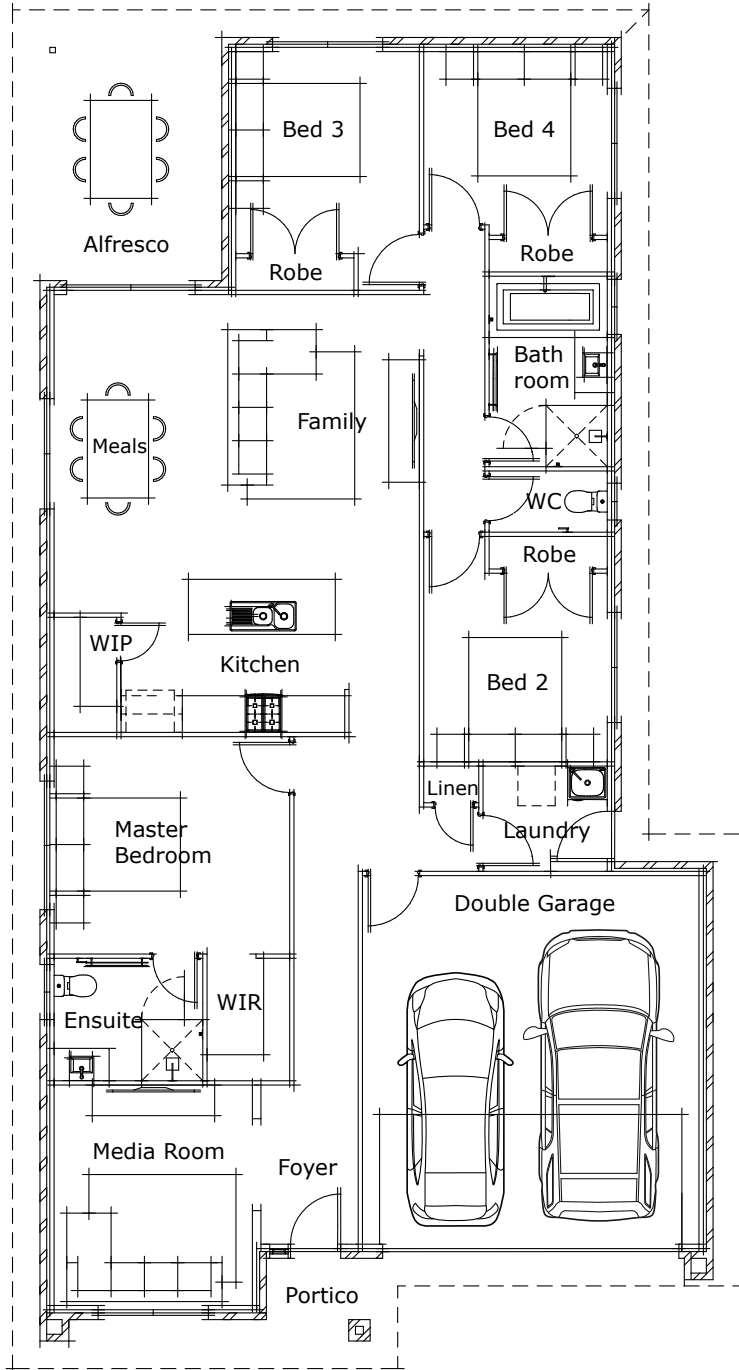 Bed 3
Bed 4
Alfresco
Robe
Robe
Bath
room
Family
Meals
WC
Robe
WIP
Kitchen
Bed 2
Linen
Laundry
Master
Bedroom
Double Garage
WIR
Ensuite
Media Room
Foyer
Portico